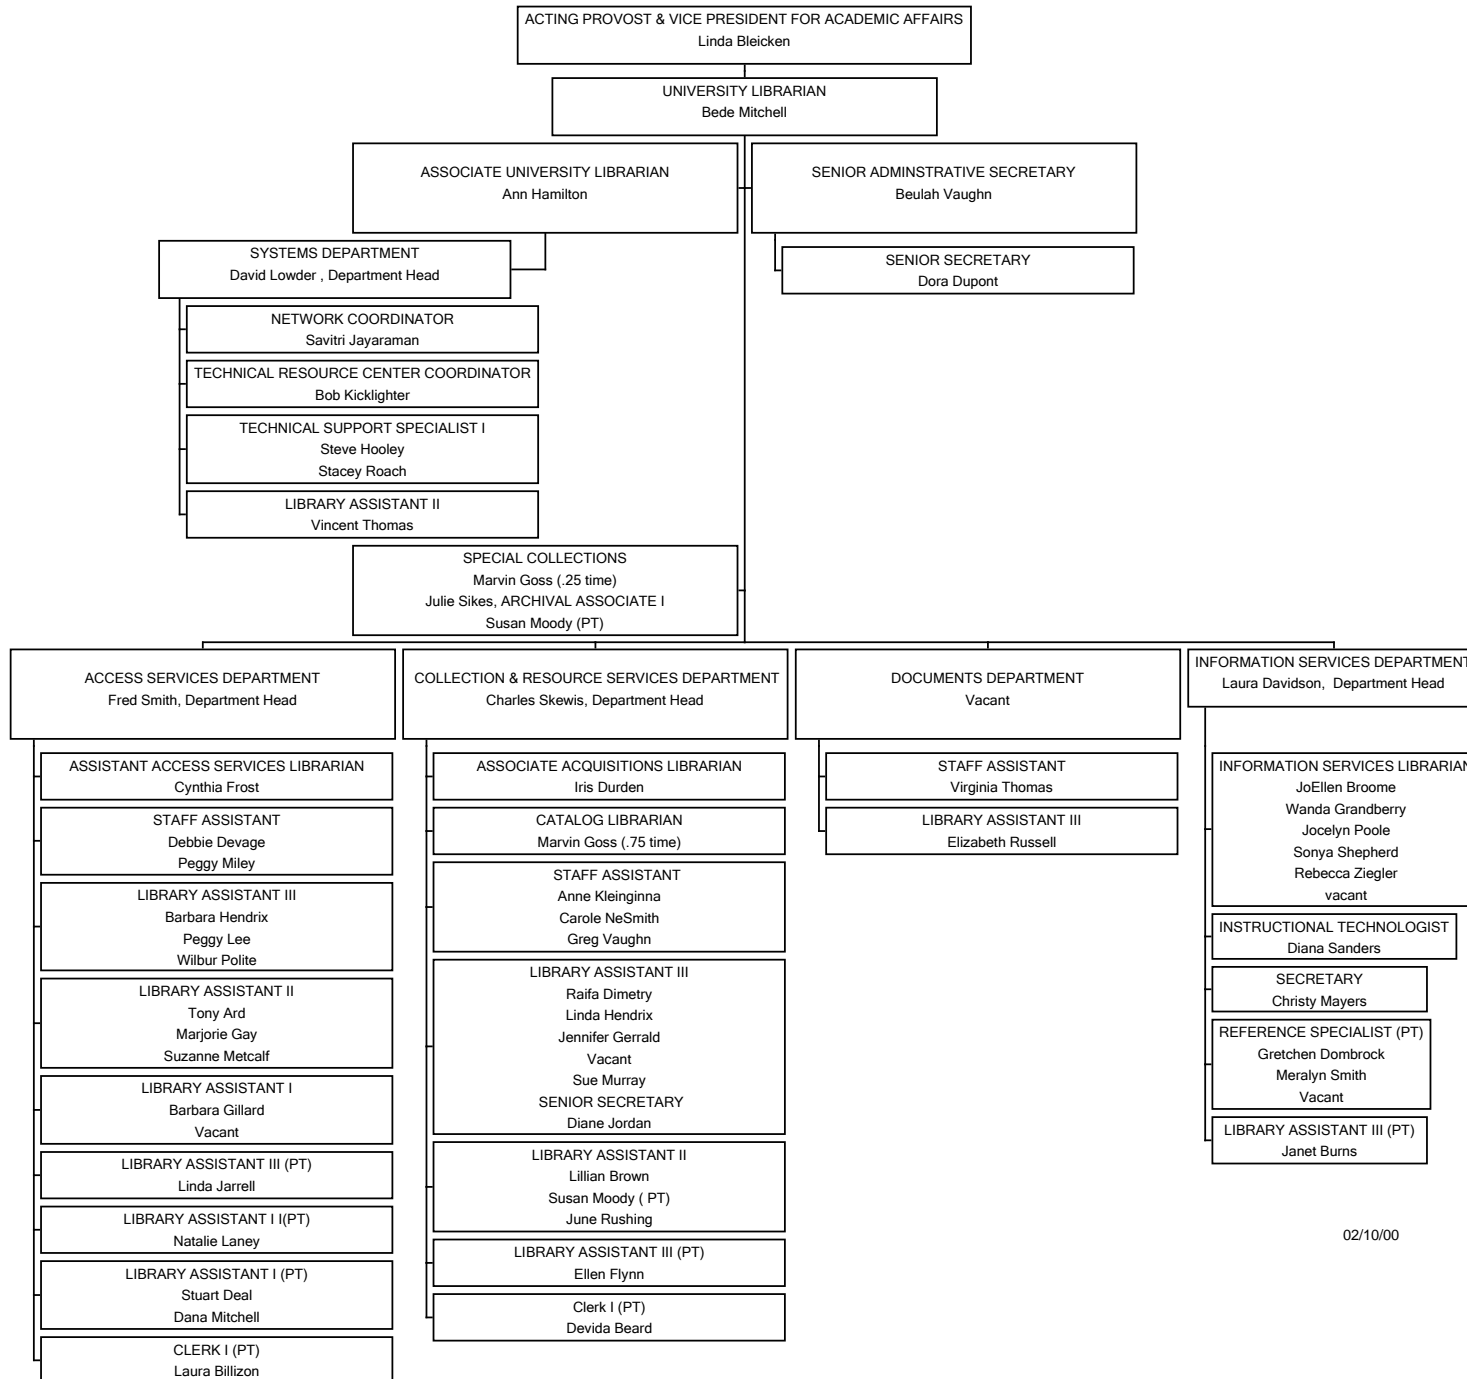 ACTING PROVOST & VICE PRESIDENT FOR ACADEMIC AFFAIRS
Linda Bleicken
UNIVERSITY LIBRARIAN
Bede Mitchell
ASSOCIATE UNIVERSITY LIBRARIAN
Ann Hamilton
SENIOR ADMINSTRATIVE SECRETARY
Beulah Vaughn
SENIOR SECRETARY
Dora Dupont
SYSTEMS DEPARTMENT
David Lowder , Department Head
NETWORK COORDINATOR
Savitri Jayaraman
TECHNICAL RESOURCE CENTER COORDINATOR
Bob Kicklighter
TECHNICAL SUPPORT SPECIALIST I
Steve Hooley
Stacey Roach
LIBRARY ASSISTANT II
Vincent Thomas
SPECIAL COLLECTIONS
Marvin Goss (.25 time)
Julie Sikes, ARCHIVAL ASSOCIATE I
Susan Moody (PT)
ACCESS SERVICES DEPARTMENT
Fred Smith, Department Head
ASSISTANT ACCESS SERVICES LIBRARIAN
Cynthia Frost
STAFF ASSISTANT
Debbie Devage
Peggy Miley
LIBRARY ASSISTANT III
Barbara Hendrix
Peggy Lee
Wilbur Polite
LIBRARY ASSISTANT II
Tony Ard
Marjorie Gay
Suzanne Metcalf
LIBRARY ASSISTANT I
Barbara Gillard
Vacant
LIBRARY ASSISTANT III (PT)
Linda Jarrell
LIBRARY ASSISTANT I I(PT)
Natalie Laney
LIBRARY ASSISTANT I (PT)
Stuart Deal
Dana Mitchell
CLERK I (PT)
Laura Billizon
COLLECTION & RESOURCE SERVICES DEPARTMENT
Charles Skewis, Department Head
ASSOCIATE ACQUISITIONS LIBRARIAN
Iris Durden
CATALOG LIBRARIAN
Marvin Goss (.75 time)
STAFF ASSISTANT
Anne Kleinginna
Carole NeSmith
Greg Vaughn
LIBRARY ASSISTANT III
Raifa Dimetry
Linda Hendrix
Jennifer Gerrald
Vacant
Sue Murray
SENIOR SECRETARY
Diane Jordan
LIBRARY ASSISTANT II
Lillian Brown
Susan Moody ( PT)
June Rushing
LIBRARY ASSISTANT III (PT)
Ellen Flynn
Clerk I (PT)
Devida Beard
DOCUMENTS DEPARTMENT
Vacant
STAFF ASSISTANT
Virginia Thomas
LIBRARY ASSISTANT III
Elizabeth Russell
INFORMATION SERVICES DEPARTMENT
Laura Davidson, Department Head
INFORMATION SERVICES LIBRARIAN
JoEllen Broome
Wanda Grandberry
Jocelyn Poole
Sonya Shepherd
Rebecca Ziegler
vacant
INSTRUCTIONAL TECHNOLOGIST
Diana Sanders
SECRETARY
Christy Mayers
REFERENCE SPECIALIST (PT)
Gretchen Dombrock
Meralyn Smith
Vacant
LIBRARY ASSISTANT III (PT)
Janet Burns
02/10/00